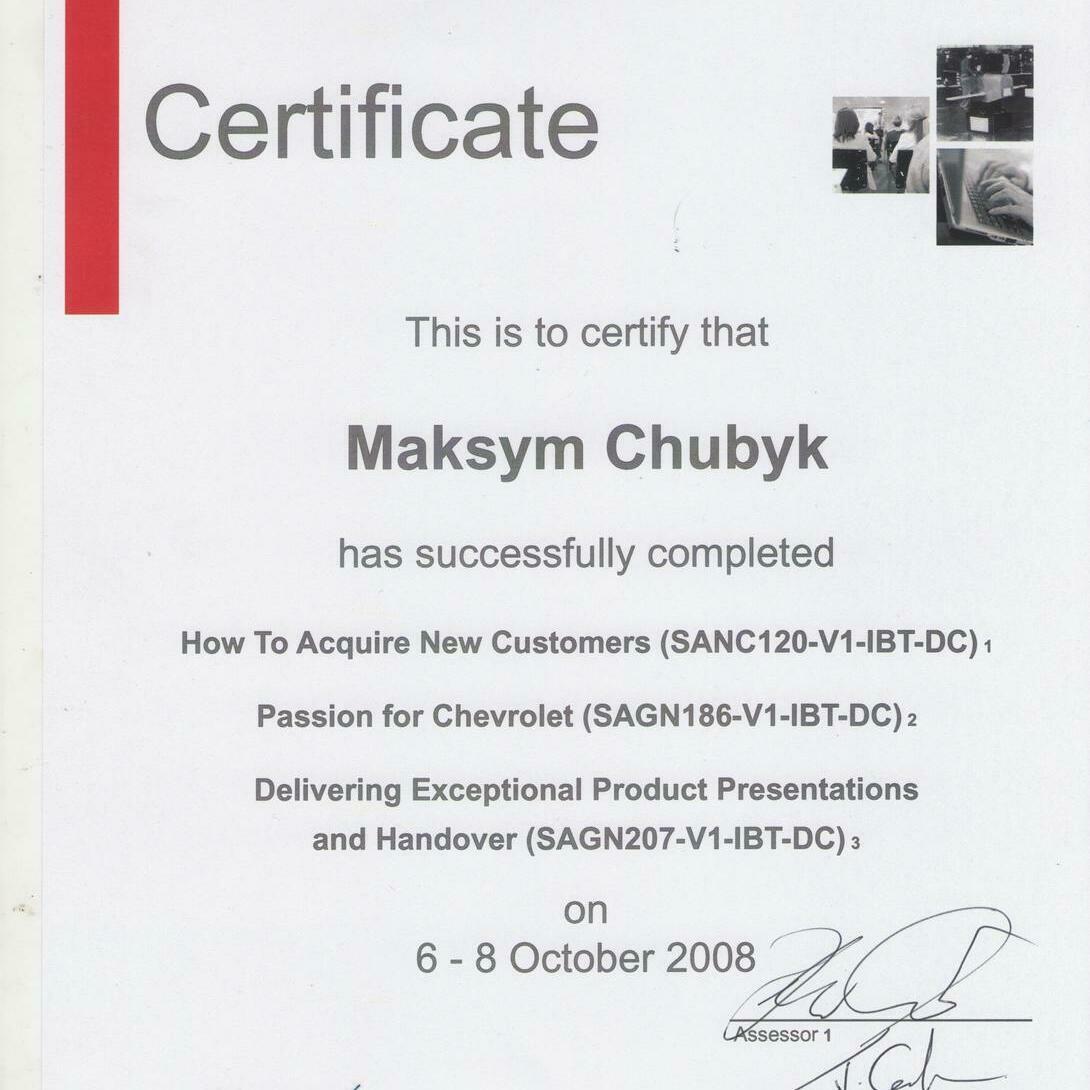 Certificate
This is to certify that
Maksym Chubyk
has successfully completed
How To Acquire New Customers (SANC120-V1-IBT-DC) 1
Passion for Chevrolet (SAGN186-V1-IBT-DC) 2
Delivering Exceptional Product Presentations
and Handover (SAGN207-V1-IBT-DC) 3
on
6 - 8 October 2008
Assessor 1